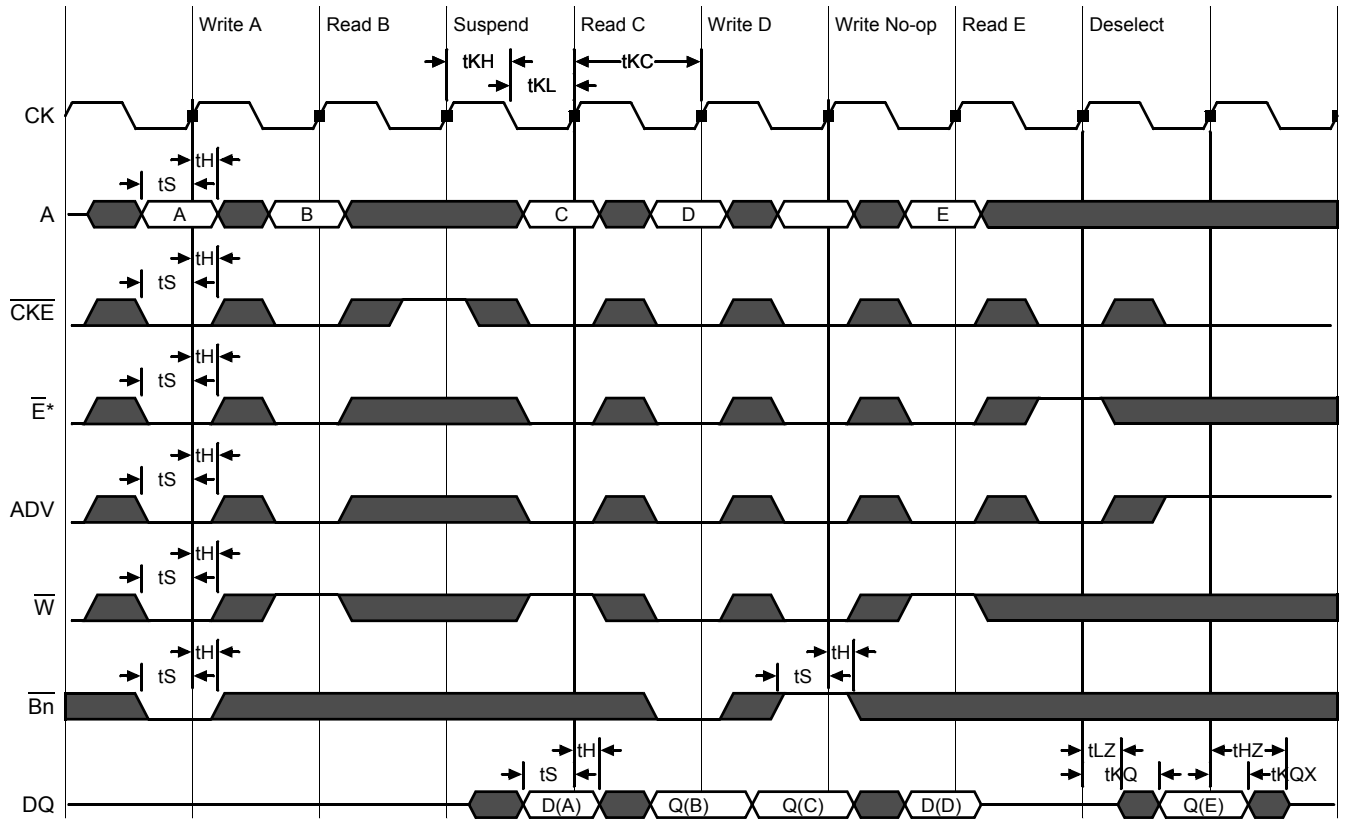 Write A Read B Suspend Read C Write D Write No-op Read E Deselect
tKH tKC
tKL
CK
tH
tS
A A B C D E
tH
tS
CKE
tH
tS
E*
tH
tS
ADV
tH
tS
W
tH tH
tS tS
Bn
tH tLZ tHZ
tS tKQ tKQX
DQ D(A) Q(B) Q(C) D(D) Q(E)